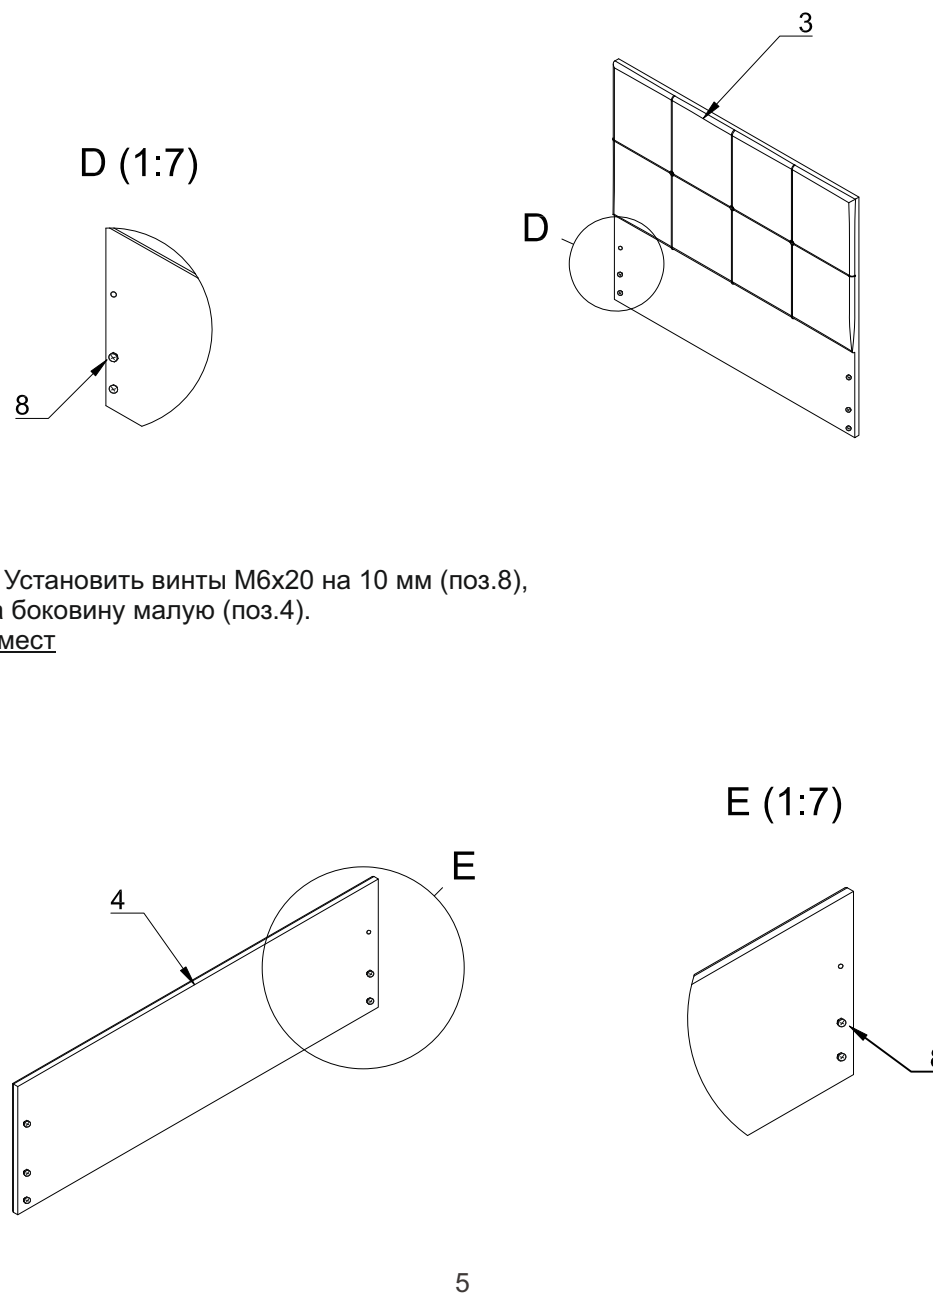 3
D (1:7)
D
8
Установить винты М6х20 на 10 мм (поз.8),
боковину малую (поз.4).
мест
E (1:7)
E
4
5